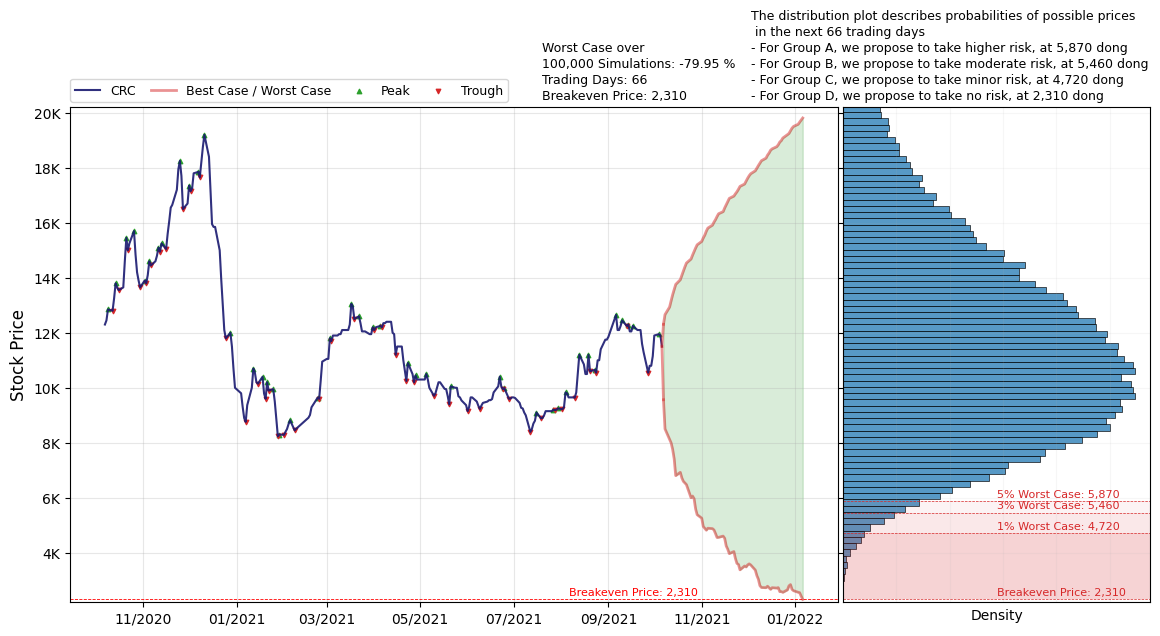 The distribution plot describes probabilities of possible prices
in the next 66 trading days
- For Group A, we propose to take higher risk, at 5,870 dong
- For Group B, we propose to take moderate risk, at 5,460 dong
- For Group C, we propose to take minor risk, at 4,720 dong
- For Group D, we propose to take no risk, at 2,310 dong
Worst Case over
100,000 Simulations: -79.95 %
Trading Days: 66
Breakeven Price: 2,310
CRC
Best Case / Worst Case
Peak
Trough
Stock Price
20K
18K
16K
14K
12K
10K
8K
6K
4K
Breakeven Price: 2,310
11/2020
01/2021
03/2021
05/2021
07/2021
09/2021
11/2021
01/2022
5% Worst Case: 5,870
3% Worst Case: 5,460
1% Worst Case: 4,720
Breakeven Price: 2,310
Density